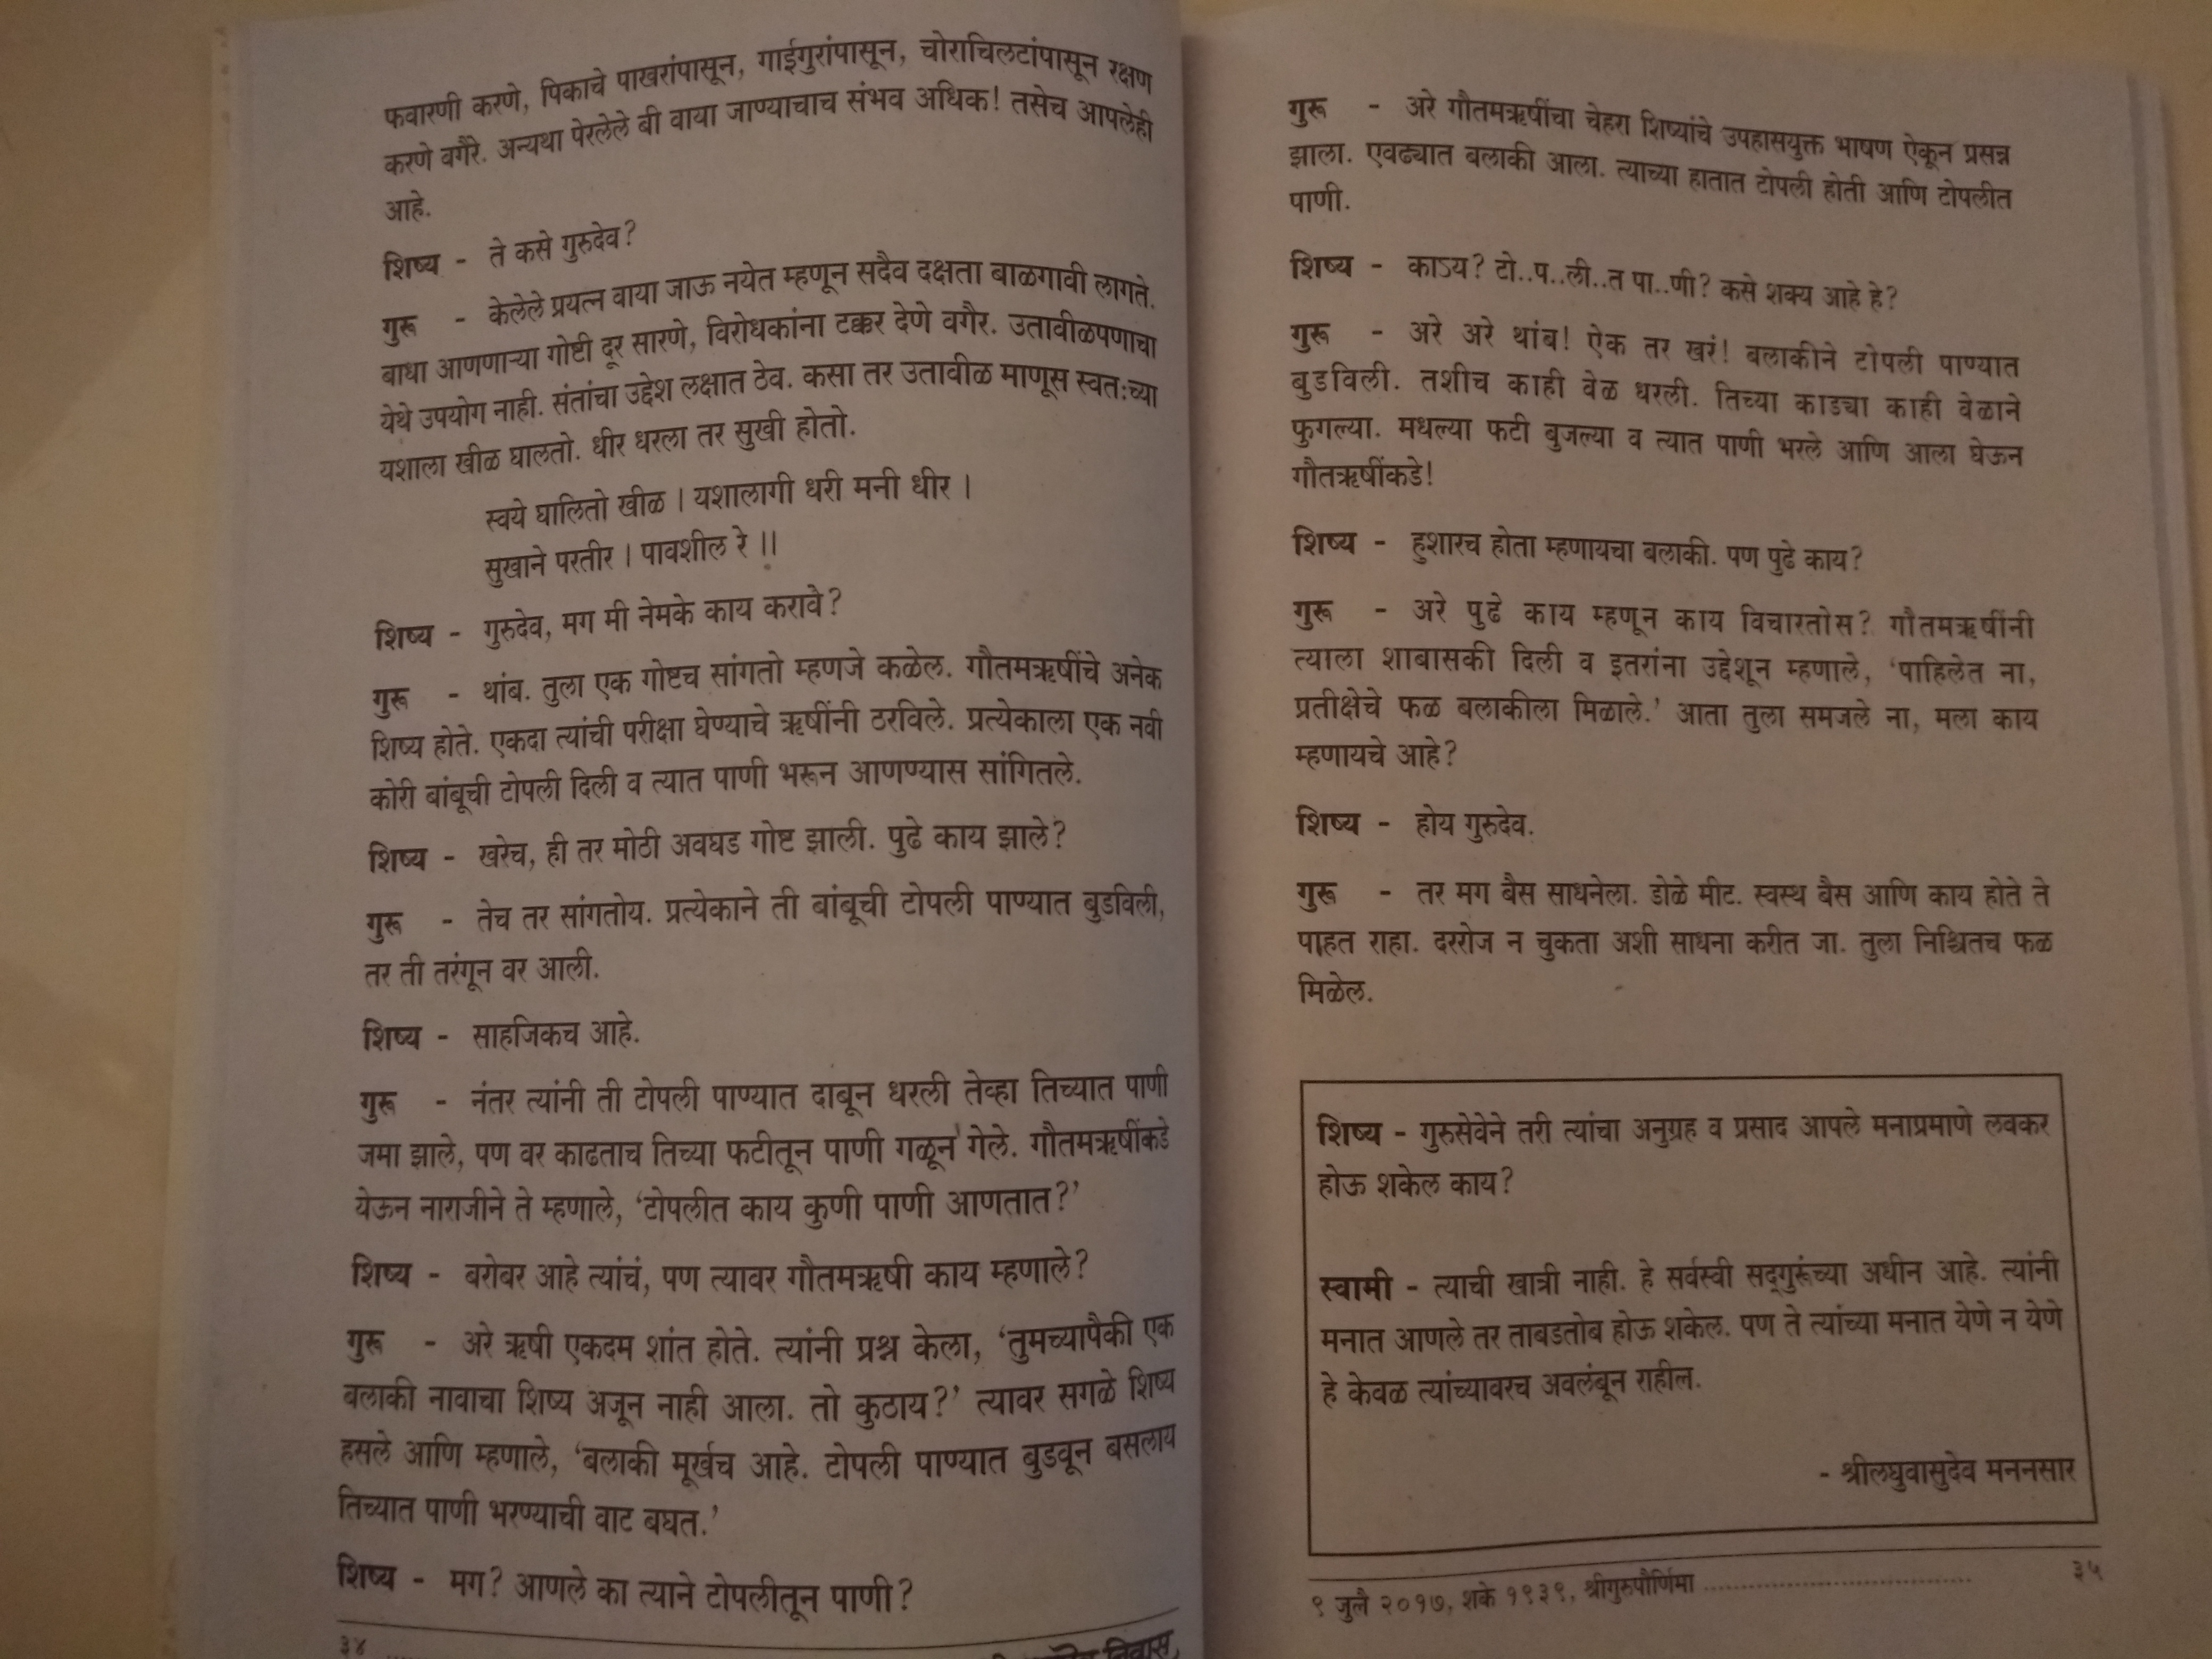 फवारणी करणे, पिकाचे पाखरांपासून, गाईगुरांपासून, चोराचिलटांपासून रक्षण
करणे वगैरे. अन्यथा पेरलेले बी वाया जाण्याचाच संभव अधिक! तसेच आपलेही
आहे.
शिष्य - ते कसे गुरुदेव?
गुरू - केलेले प्रयत्न वाया जाऊ नयेत म्हणून सदैव दक्षता बाळगावी लागते.
बाधा आणणाऱ्या गोष्टी दूर सारणे, विरोधकांना टक्कर देणे वगैर. उतावीळपणाचा
येथे उपयोग नाही. संतांचा उद्देश लक्षात ठेव. कसा तर उतावीळ माणूस स्वतःच्या
यशाला खीळ घालतो. धीर धरला तर सुखी होतो.
स्वये घालितो खीळ । यशालागी धरी मनी धीर ।
सुखाने परतीर । पावशील रे ॥
शिष्य - गुरुदेव, मग मी नेमके काय करावे?
गुरू - थांब. तुला एक गोष्टच सांगतो म्हणजे कळेल. गौतमऋषींचे अनेक
शिष्य होते. एकदा त्यांची परीक्षा घेण्याचे ऋषींनी ठरविले. प्रत्येकाला एक नवी
कोरी बांबूची टोपली दिली व त्यात पाणी भरून आणण्यास सांगितले.
शिष्य - खरेच, ही तर मोठी अवघड गोष्ट झाली. पुढे काय झाले?
गुरू - तेच तर सांगतोय. प्रत्येकाने ती बांबूची टोपली पाण्यात बुडविली,
तर ती तरंगून वर आली.
शिष्य - साहजिकच आहे.
गुरू - नंतर त्यांनी ती टोपली पाण्यात दाबून धरली तेव्हा तिच्यात पाणी
जमा झाले, पण वर काढताच तिच्या फटीतून पाणी गळून गेले. गौतमऋषींकडे
येऊन नाराजीने ते म्हणाले, ‘टोपलीत काय कुणी पाणी आणतात?’
शिष्य - बरोबर आहे त्यांचं, पण त्यावर गौतमऋषी काय म्हणाले?
गुरू - अरे ऋषी एकदम शांत होते. त्यांनी प्रश्न केला, ‘तुमच्यापैकी एक
बलाकी नावाचा शिष्य अजून नाही आला. तो कुठाय?’ त्यावर सगळे शिष्य
हसले आणि म्हणाले, ‘बलाकी मूर्खच आहे. टोपली पाण्यात बुडवून बसलाय
तिच्यात पाणी भरण्याची वाट बघत.’
शिष्य - मग? आणले का त्याने टोपलीतून पाणी?
३४
गुरू - अरे गौतमऋषींचा चेहरा शिष्यांचे उपहासयुक्त भाषण ऐकून प्रसन्न
झाला. एवढ्यात बलाकी आला. त्याच्या हातात टोपली होती आणि टोपलीत
पाणी.
शिष्य - काऽय? टो..प..ली..त पा..णी? कसे शक्य आहे हे?
गुरू - अरे अरे थांब! ऐक तर खरं! बलाकीने टोपली पाण्यात
बुडविली. तशीच काही वेळ धरली. तिच्या काड्या काही वेळाने
फुगल्या. मधल्या फटी बुजल्या व त्यात पाणी भरले आणि आला घेऊन
गौतऋषींकडे!
शिष्य - हुशारच होता म्हणायचा बलाकी. पण पुढे काय?
गुरू - अरे पुढे काय म्हणून काय विचारतोस? गौतमऋषींनी
त्याला शाबासकी दिली व इतरांना उद्देशून म्हणाले, ‘पाहिलेत ना,
प्रतीक्षेचे फळ बलाकीला मिळाले.’ आता तुला समजले ना, मला काय
म्हणायचे आहे?
शिष्य - होय गुरुदेव.
गुरू - तर मग बैस साधनेला. डोळे मीट. स्वस्थ बैस आणि काय होते ते
पाहत राहा. दररोज न चुकता अशी साधना करीत जा. तुला निश्चितच फळ
मिळेल.
शिष्य - गुरुसेवेने तरी त्यांचा अनुग्रह व प्रसाद आपले मनाप्रमाणे लवकर
होऊ शकेल काय?
स्वामी - त्याची खात्री नाही. हे सर्वस्वी सद्‌गुरूंच्या अधीन आहे. त्यांनी
मनात आणले तर ताबडतोब होऊ शकेल. पण ते त्यांच्या मनात येणे न येणे
हे केवळ त्यांच्यावरच अवलंबून राहील.
- श्रीलघुवासुदेव मननसार
९ जुलै २०१७, शके १९३९, श्रीगुरुपौर्णिमा .................................... ३५